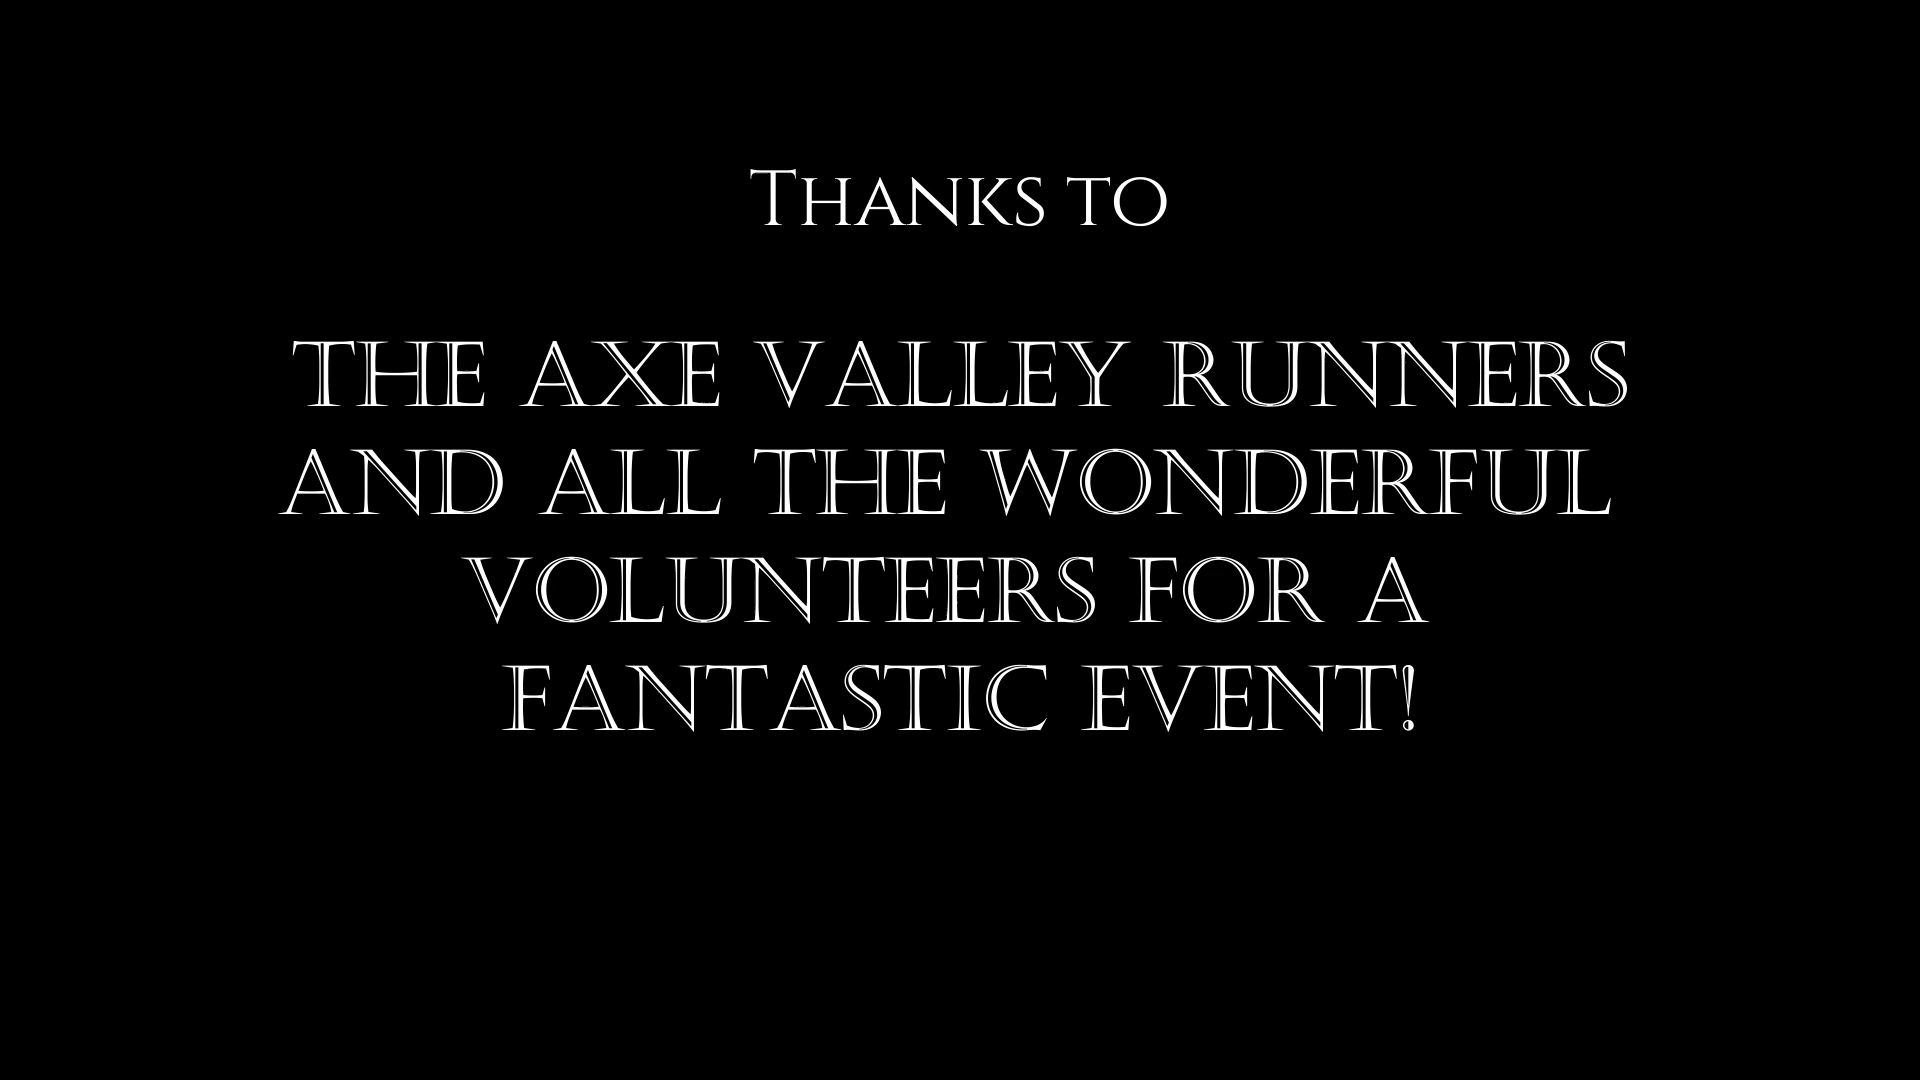 Thanks to
THE AXE VALLEY RUNNERS
AND ALL THE WONDERFUL
VOLUNTEERS FOR A
FANTASTIC EVENT!